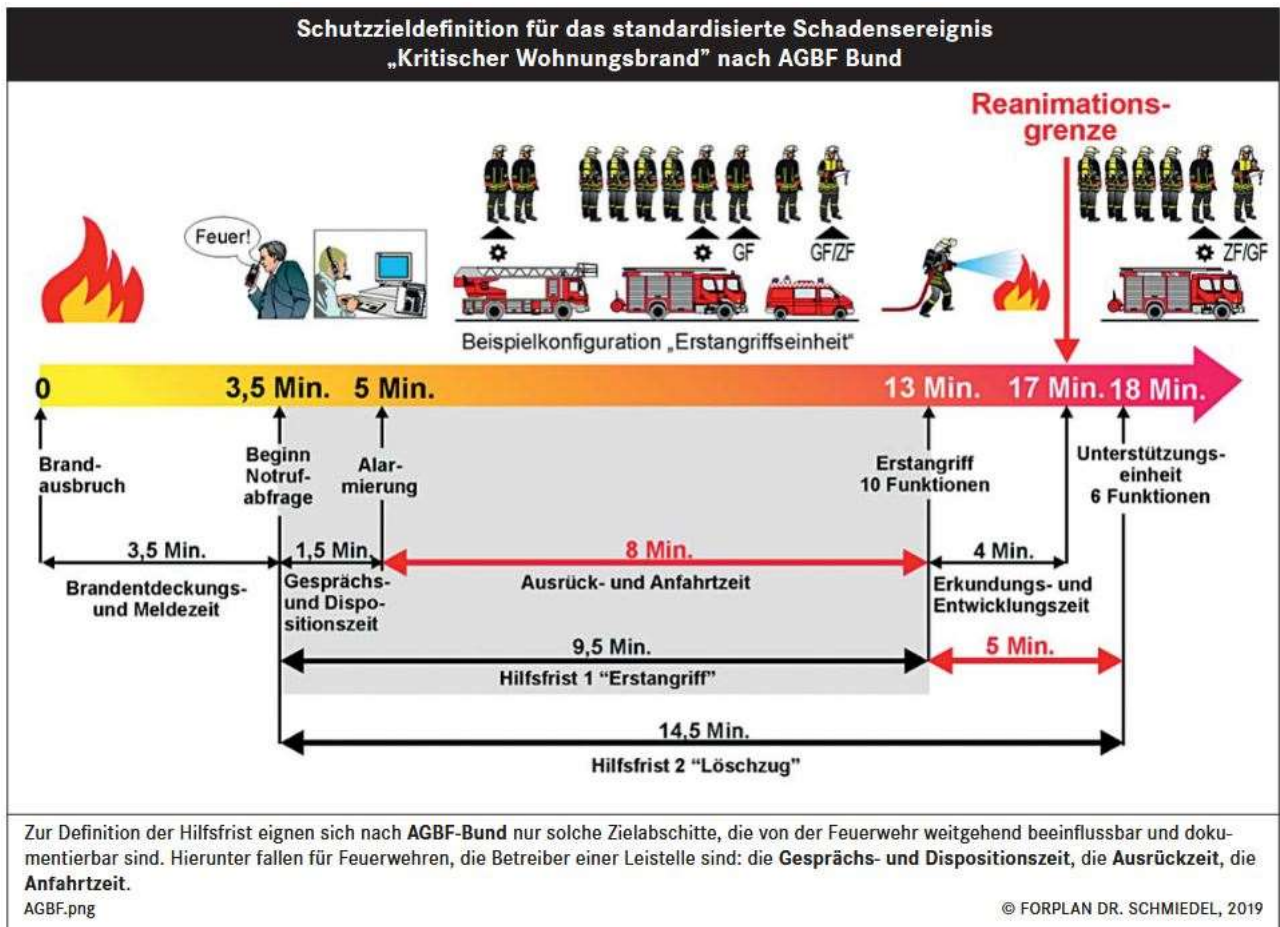 Schutzzieldefinition für das standardisierte Schadensereignis
„Kritischer Wohnungsbrand” nach AGBF Bund
Reanimations-
grenze
Feuer!
GF
GF/ZF
ZF/GF
Beispielkonfiguration „Erstangriffseinheit“
0
3,5 Min.
5 Min.
13 Min.
17 Min.
18 Min.
Brand-
ausbruch
Beginn
Notruf-
abfrage
Alar-
mierung
Erstangriff
10 Funktionen
Unterstützungs-
einheit
6 Funktionen
3,5 Min.
Brandentdeckungs-
und Meldezeit
1,5 Min.
Gesprächs-
und Dispo-
sitionszeit
8 Min.
Ausrück- und Anfahrtzeit
4 Min.
Erkundungs- und
Entwicklungszeit
9,5 Min.
Hilfsfrist 1 “Erstangriff”
5 Min.
14,5 Min.
Hilfsfrist 2 “Löschzug”
Zur Definition der Hilfsfrist eignen sich nach AGBF-Bund nur solche Zielabschitte, die von der Feuerwehr weitgehend beeinflussbar und doku-
mentierbar sind. Hierunter fallen für Feuerwehren, die Betreiber einer Leistelle sind: die Gesprächs- und Dispositionszeit, die Ausrückzeit, die
Anfahrtzeit.
AGBF.png
© FORPLAN DR. SCHMIEDEL, 2019